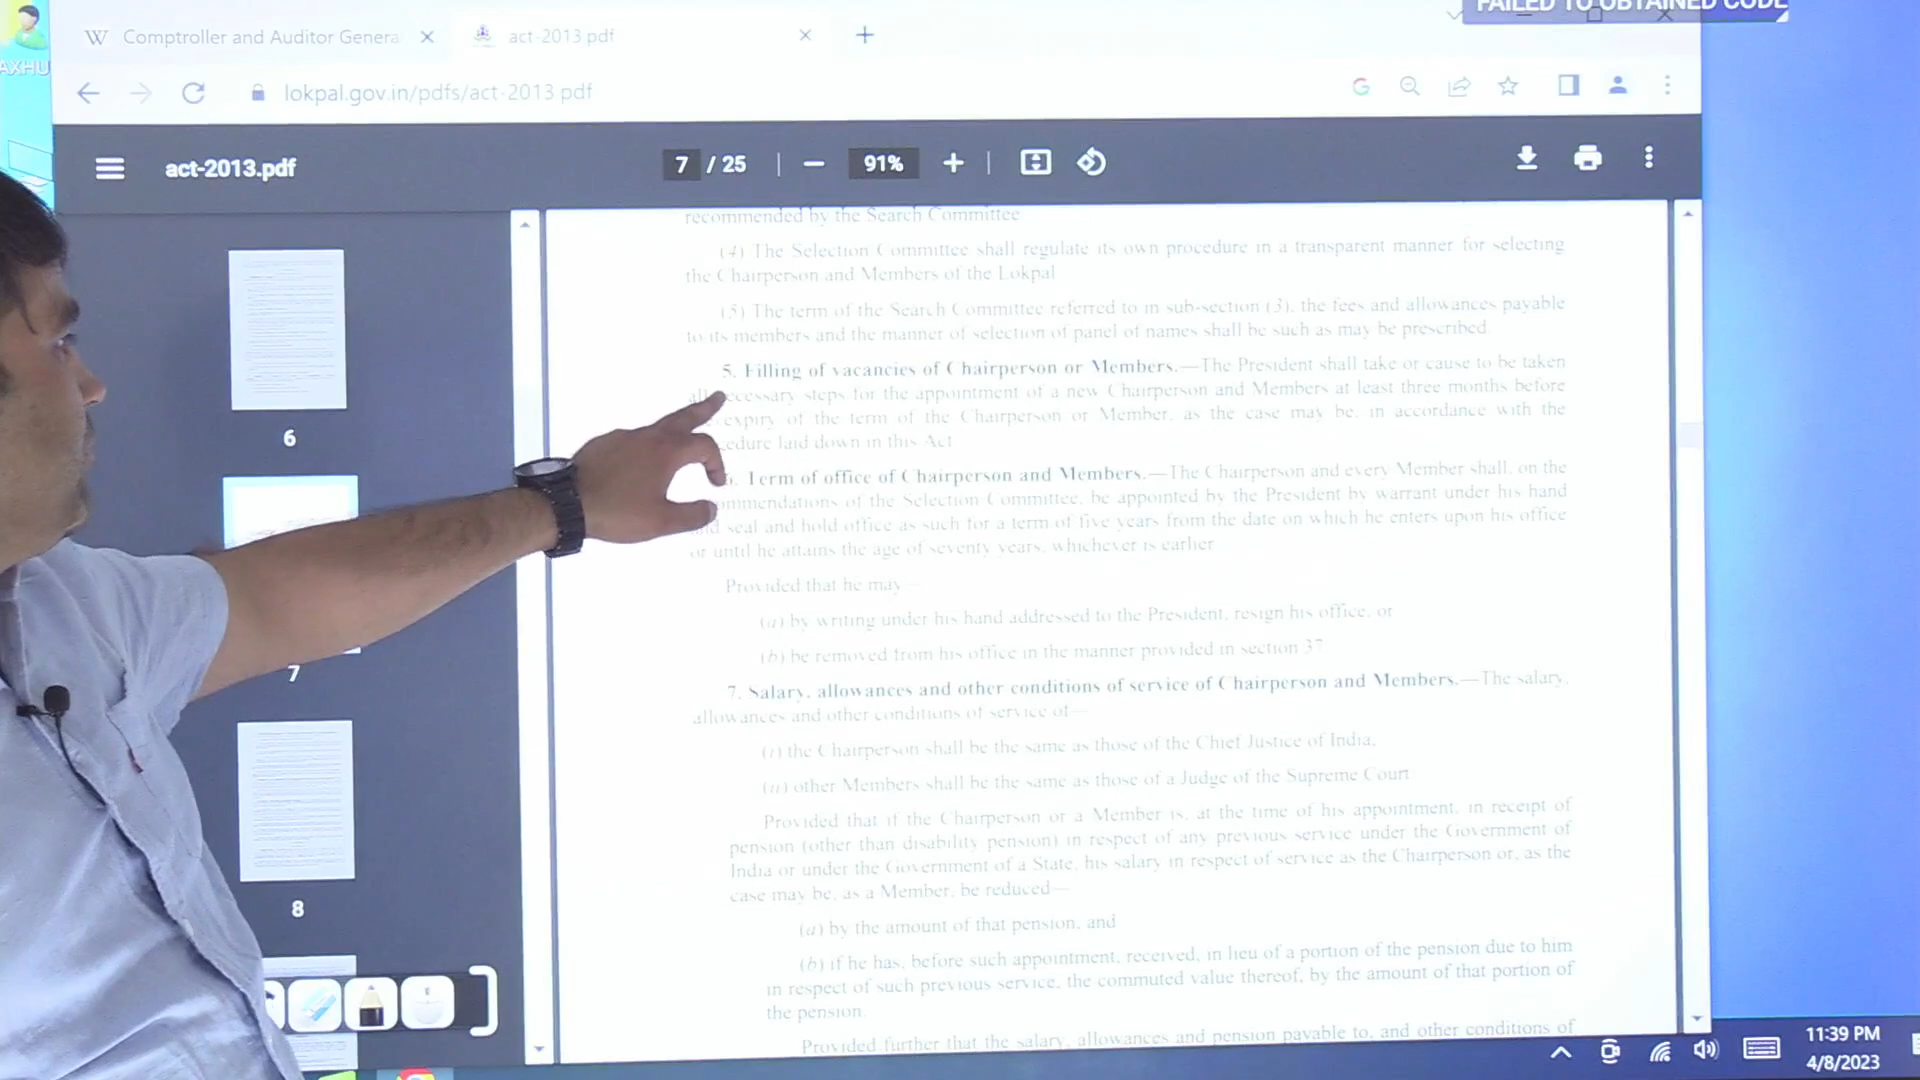 FAILED TO OBTAINED CODE
Comptroller and Auditor Genera
act-2013.pdf
AXHU
lokpal.gov.in/pdfs/act-2013.pdf
act-2013.pdf
7 / 25
91%
recommended by the Search Committee
(4) The Selection Committee shall regulate its own procedure in a transparent manner for selecting
the Chairperson and Members of the Lokpal
(5) The term of the Search Committee referred to in sub-section (3), the fees and allowances payable
to its members and the manner of selection of panel of names shall be such as may be prescribed
5. Filling of vacancies of Chairperson or Members.—The President shall take or cause to be taken
all necessary steps for the appointment of a new Chairperson and Members at least three months before
expiry of the term of the Chairperson or Member, as the case may be, in accordance with the
edure laid down in this Act
6. Term of office of Chairperson and Members.—The Chairperson and every Member shall, on the
ommendations of the Selection Committee, be appointed by the President by warrant under his hand
and seal and hold office as such for a term of five years from the date on which he enters upon his office
or until he attains the age of seventy years, whichever is earlier
Provided that he may—
(a) by writing under his hand addressed to the President, resign his office, or
(b) be removed from his office in the manner provided in section 37
7. Salary, allowances and other conditions of service of Chairperson and Members.—The salary,
allowances and other conditions of service of—
(i) the Chairperson shall be the same as those of the Chief Justice of India,
(ii) other Members shall be the same as those of a Judge of the Supreme Court
Provided that if the Chairperson or a Member is, at the time of his appointment, in receipt of
pension (other than disability pension) in respect of any previous service under the Government of
India or under the Government of a State, his salary in respect of service as the Chairperson or, as the
case may be, as a Member, be reduced—
(a) by the amount of that pension, and
(b) if he has, before such appointment, received, in lieu of a portion of the pension due to him
in respect of such previous service, the commuted value thereof, by the amount of that portion of
the pension.
Provided further that the salary, allowances and pension payable to, and other conditions of
6
7
8
11:39 PM
4/8/2023